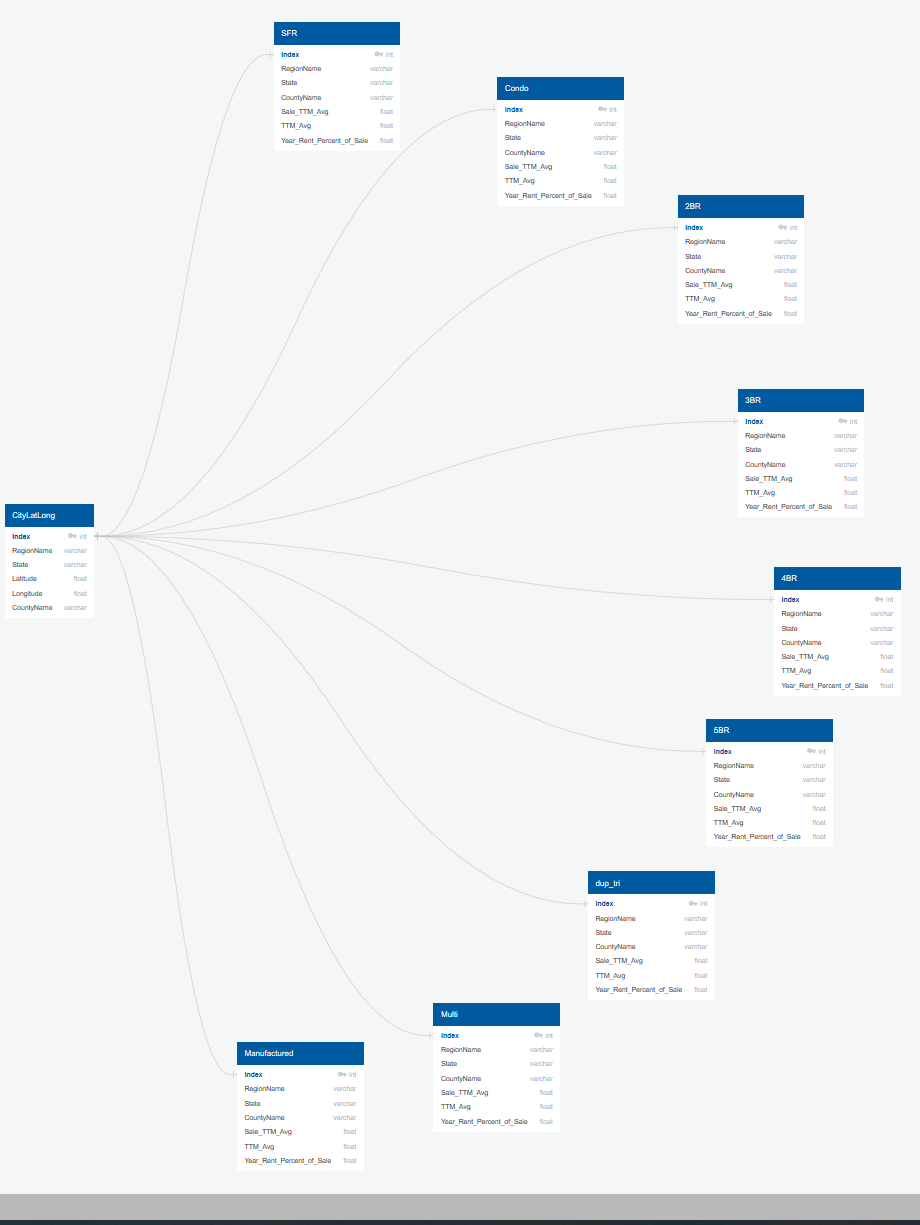 SFR
Index int
RegionName varchar
State varchar
CountyName varchar
Sale_TTM_Avg float
TTM_Avg float
Year_Rent_Percent_of_Sale float
Condo
Index int
RegionName varchar
State varchar
CountyName varchar
Sale_TTM_Avg float
TTM_Avg float
Year_Rent_Percent_of_Sale float
2BR
Index int
RegionName varchar
State varchar
CountyName varchar
Sale_TTM_Avg float
TTM_Avg float
Year_Rent_Percent_of_Sale float
3BR
Index int
RegionName varchar
State varchar
CountyName varchar
Sale_TTM_Avg float
TTM_Avg float
Year_Rent_Percent_of_Sale float
CityLatLong
Index int
RegionName varchar
State varchar
Latitude float
Longitude float
CountyName varchar
4BR
Index int
RegionName varchar
State varchar
CountyName varchar
Sale_TTM_Avg float
TTM_Avg float
Year_Rent_Percent_of_Sale float
5BR
Index int
RegionName varchar
State varchar
CountyName varchar
Sale_TTM_Avg float
TTM_Avg float
Year_Rent_Percent_of_Sale float
dup_tri
Index int
RegionName varchar
State varchar
CountyName varchar
Sale_TTM_Avg float
TTM_Avg float
Year_Rent_Percent_of_Sale float
Multi
Index int
RegionName varchar
State varchar
CountyName varchar
Sale_TTM_Avg float
TTM_Avg float
Year_Rent_Percent_of_Sale float
Manufactured
Index int
RegionName varchar
State varchar
CountyName varchar
Sale_TTM_Avg float
TTM_Avg float
Year_Rent_Percent_of_Sale float